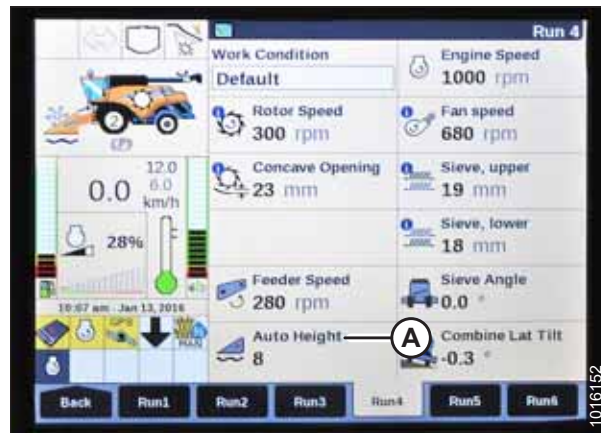 Run 4
Work Condition
Default
Engine Speed
1000 rpm
Rotor Speed
300 rpm
Fan speed
680 rpm
Concave Opening
23 mm
Sieve, upper
19 mm
Sieve, lower
18 mm
Feeder Speed
280 rpm
Sieve Angle
0.0 °
Auto Height
8
A
Combine Lat Tilt
-0.3 °
2
12.0
0.0
6.0
km/h
28%
10:07 am Jan 13, 2016
GPS
MAN
Back
Run1
Run2
Run3
Run4
Run5
Run6
1016152